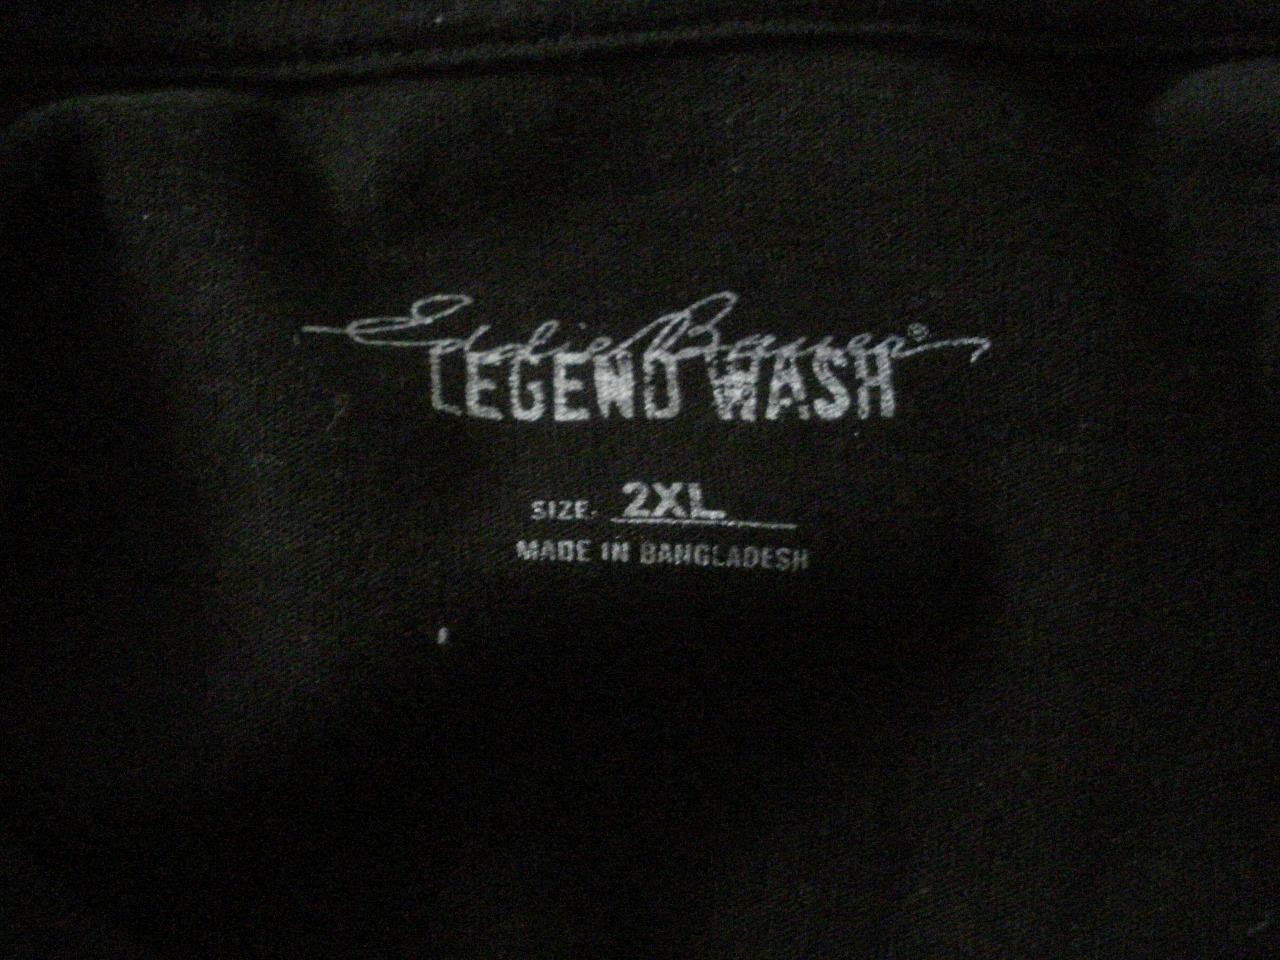 Eddie Bauer®
LEGEND WASH
SIZE. 2XL
MADE IN BANGLADESH